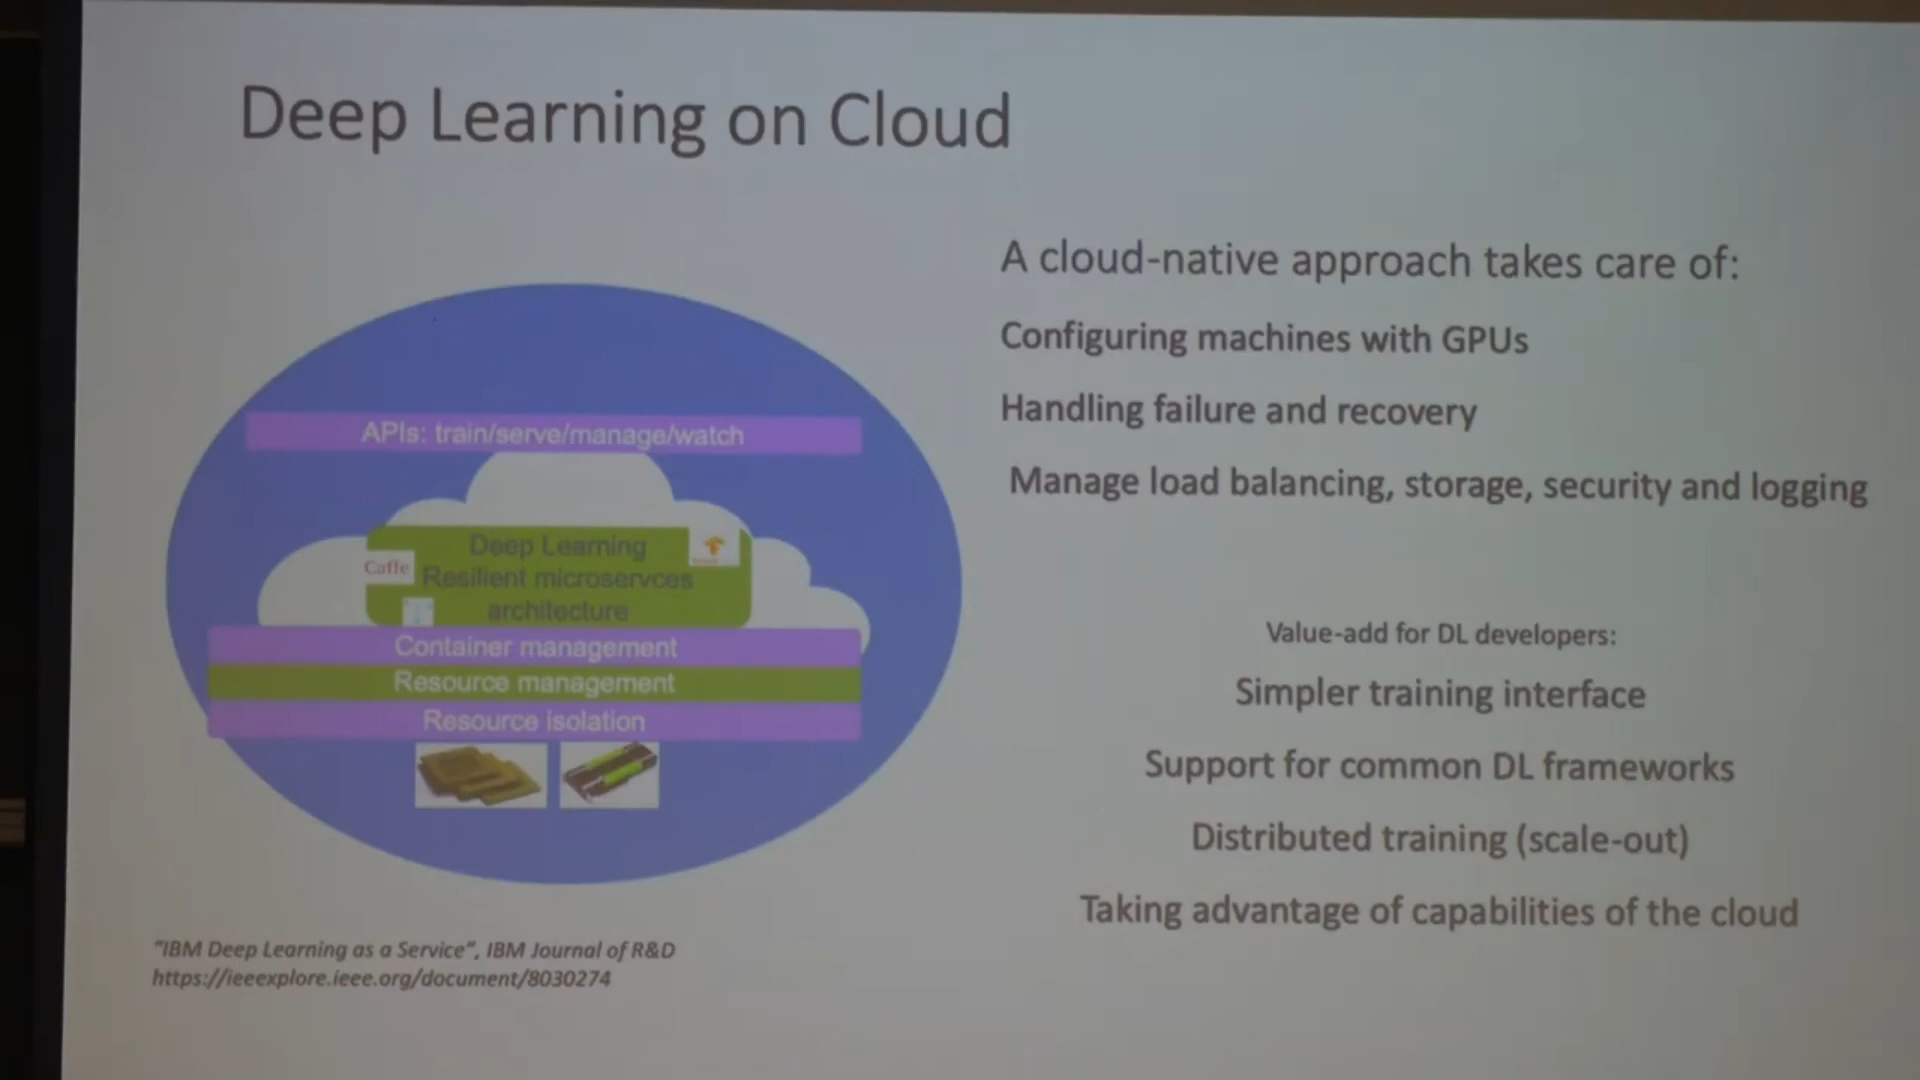 Deep Learning on Cloud
A cloud-native approach takes care of:
Configuring machines with GPUs
Handling failure and recovery
Manage load balancing, storage, security and logging
APIs: train/serve/manage/watch
Deep Learning
Caffe
Resilient microservces
architecture
Container management
Resource management
Resource isolation
Value-add for DL developers:
Simpler training interface
Support for common DL frameworks
Distributed training (scale-out)
Taking advantage of capabilities of the cloud
"IBM Deep Learning as a Service", IBM Journal of R&D
https://ieeexplore.ieee.org/document/8030274